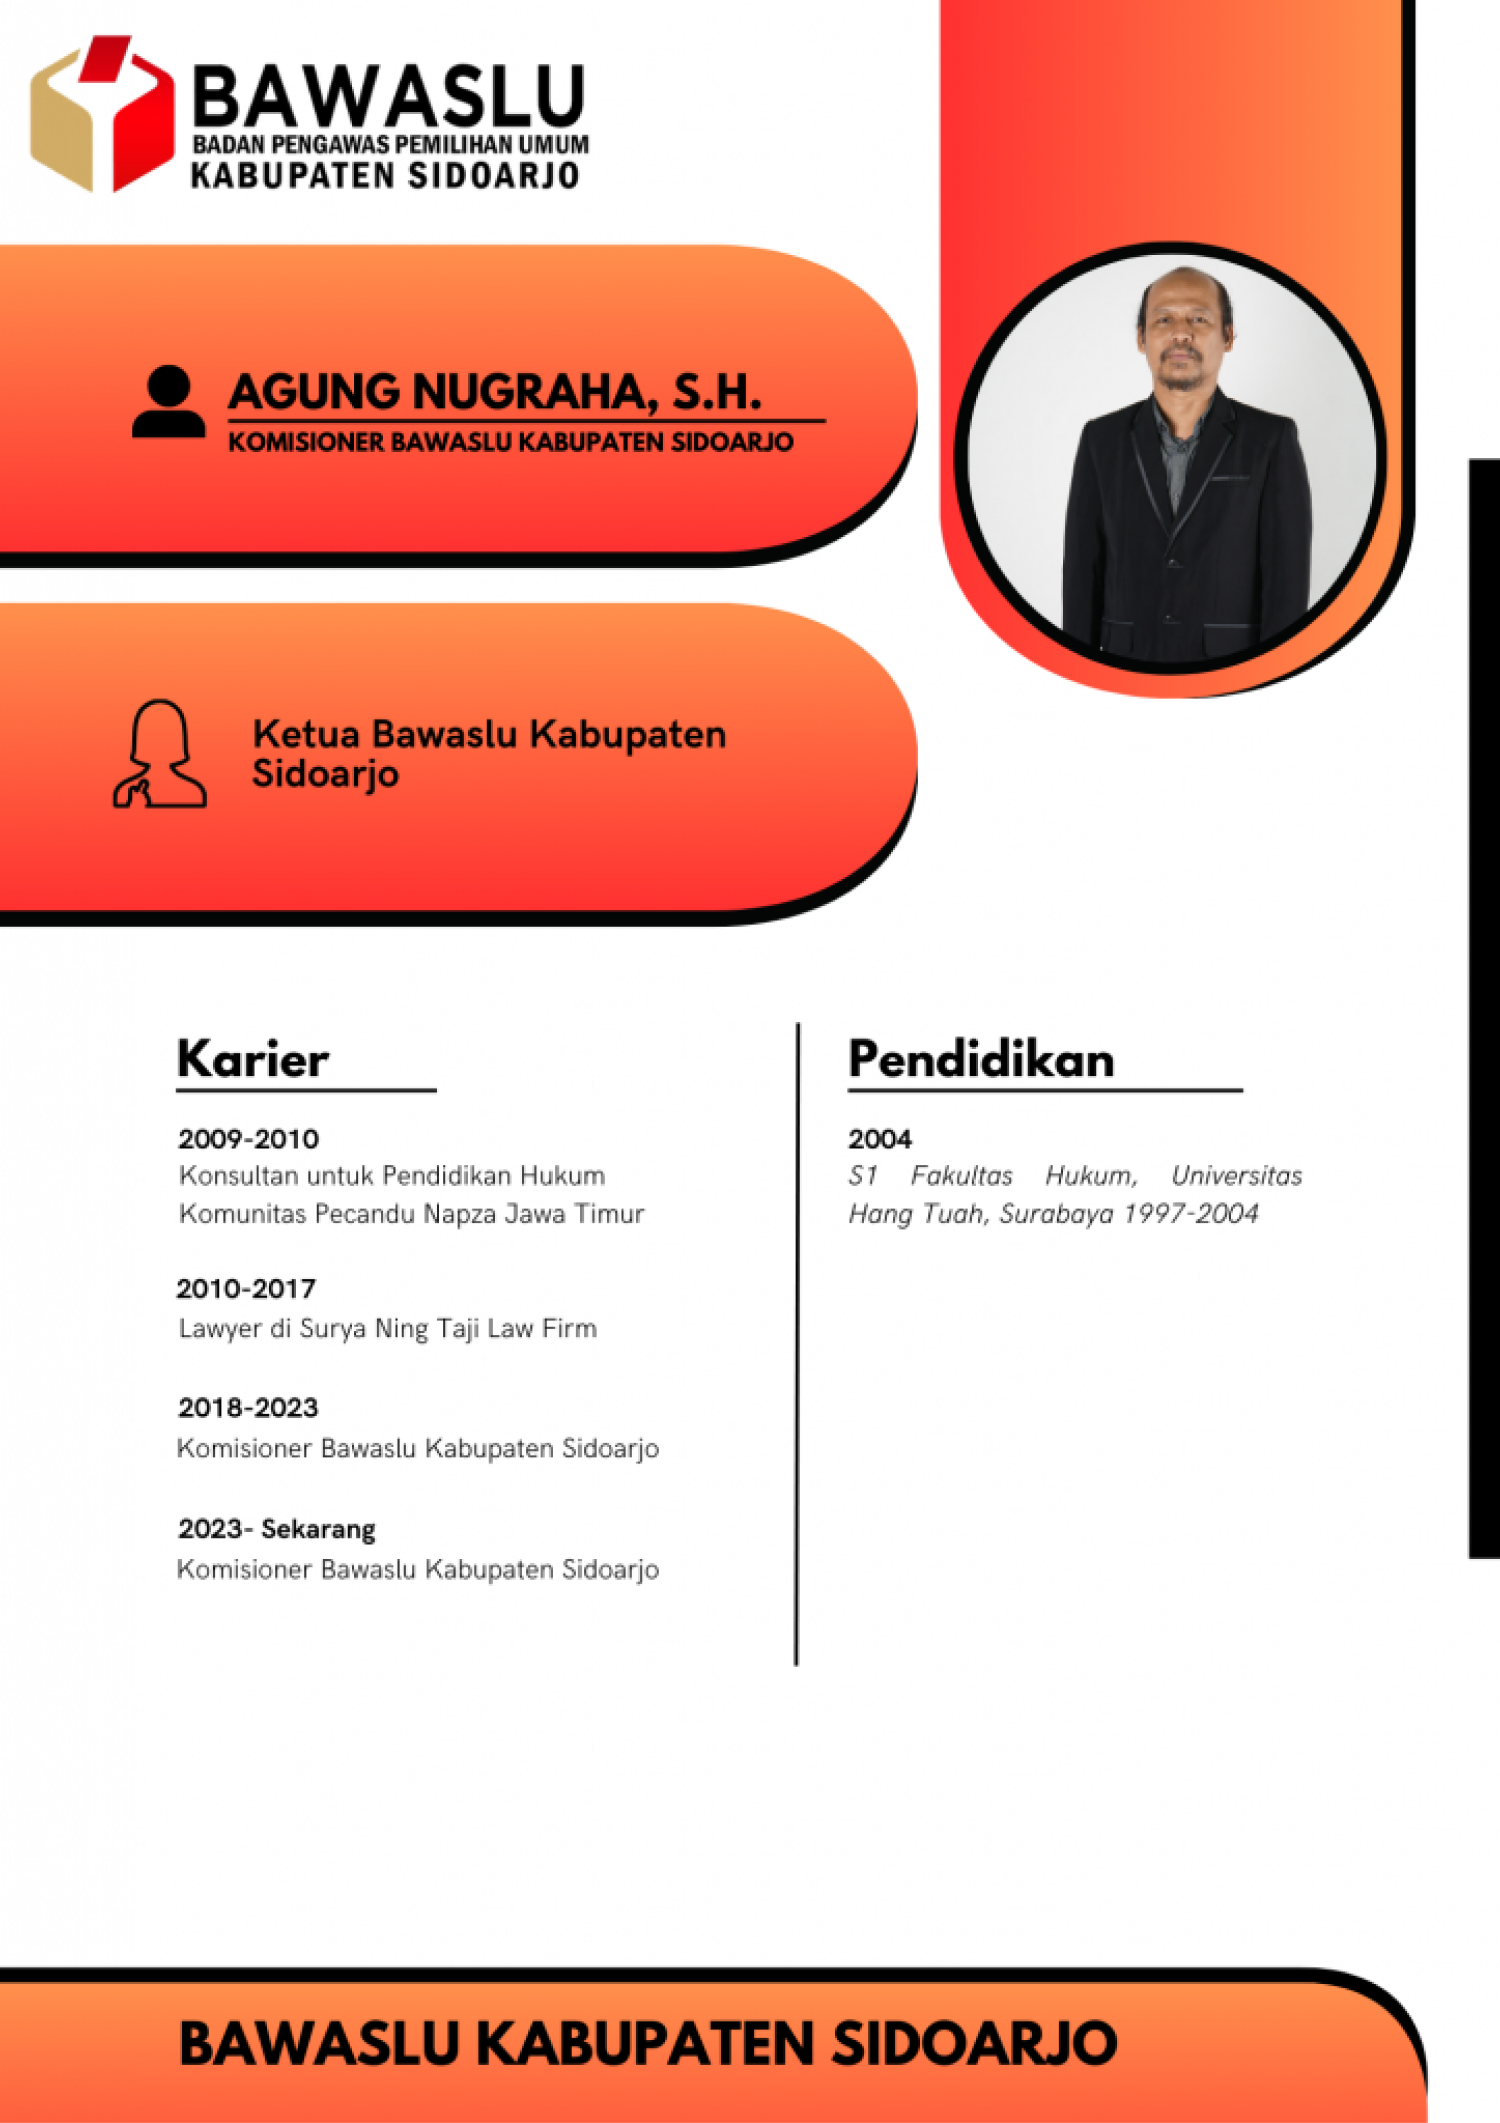 BAWASLU
BADAN PENGAWAS PEMILIHAN UMUM
KABUPATEN SIDOARJO
AGUNG NUGRAHA, S.H.
KOMISIONER BAWASLU KABUPATEN SIDOARJO
Ketua Bawaslu Kabupaten
Sidoarjo
Karier
2009-2010
Konsultan untuk Pendidikan Hukum
Komunitas Pecandu Napza Jawa Timur
2010-2017
Lawyer di Surya Ning Taji Law Firm
2018-2023
Komisioner Bawaslu Kabupaten Sidoarjo
2023- Sekarang
Komisioner Bawaslu Kabupaten Sidoarjo
Pendidikan
2004
S1 Fakultas Hukum, Universitas
Hang Tuah, Surabaya 1997-2004
BAWASLU KABUPATEN SIDOARJO